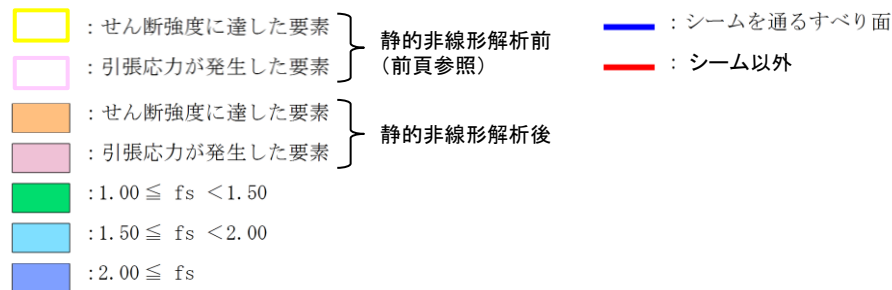 ：せん断強度に達した要素
：引張応力が発生した要素
静的非線形解析前
（前頁参照）
：せん断強度に達した要素
：引張応力が発生した要素
静的非線形解析後
：1.00≦ fs ＜1.50
：1.50≦ fs ＜2.00
：2.00≦ fs
：シームを通るすべり面
：シーム以外